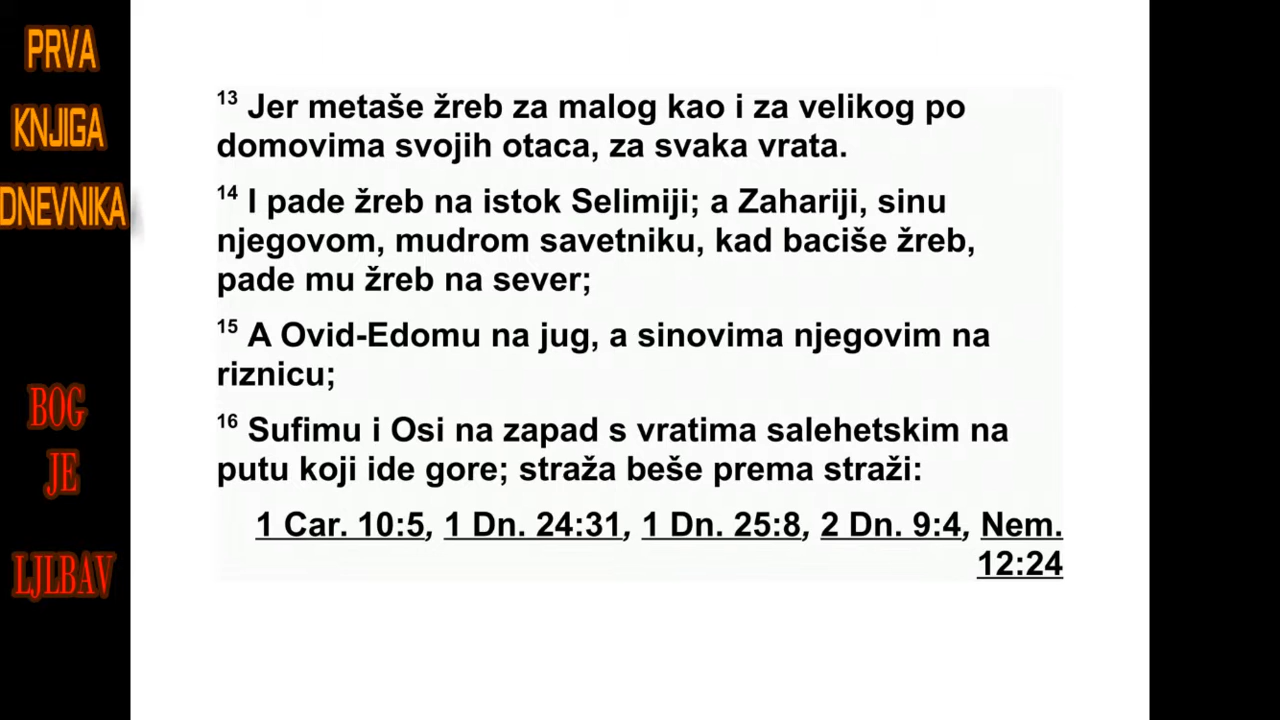 PRVA
KNJIGA
DNEVNIKA
BOG
JE
LJLBAV
13 Jer metaše žreb za malog kao i za velikog po
domovima svojih otaca, za svaka vrata.
14 I pade žreb na istok Selimiji; a Zahariji, sinu
njegovom, mudrom savetniku, kad baciše žreb,
pade mu žreb na sever;
15 A Ovid-Edomu na jug, a sinovima njegovim na
riznicu;
16 Sufimu i Osi na zapad s vratima salehetskim na
putu koji ide gore; straža beše prema straži:
1 Car. 10:5, 1 Dn. 24:31, 1 Dn. 25:8, 2 Dn. 9:4, Nem.
12:24